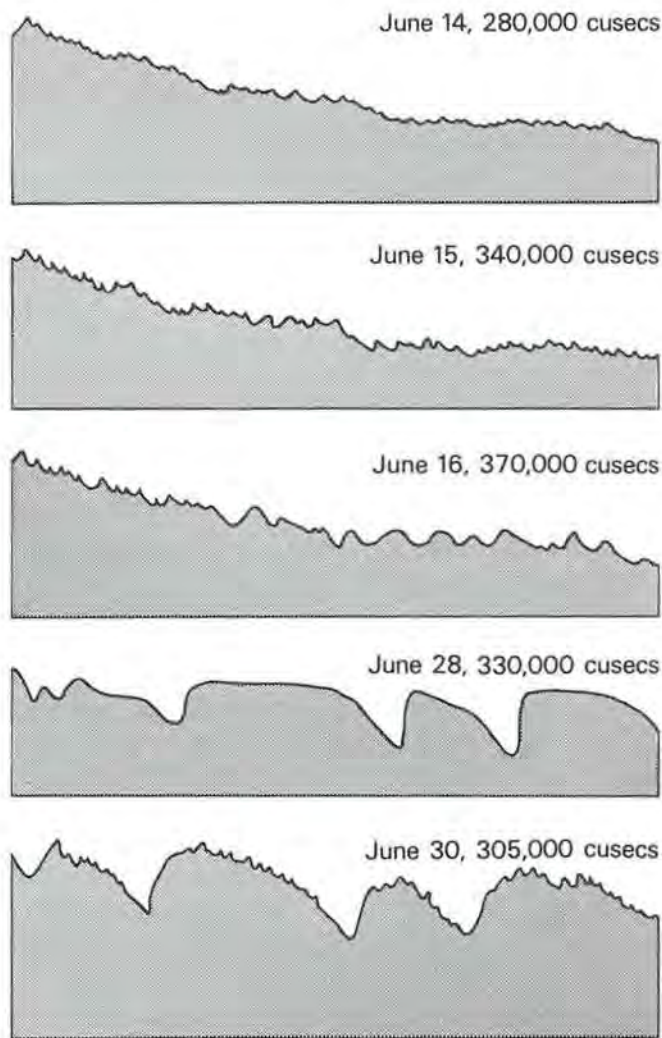 June 14, 280,000 cusecs
June 15, 340,000 cusecs
June 16, 370,000 cusecs
June 28, 330,000 cusecs
June 30, 305,000 cusecs